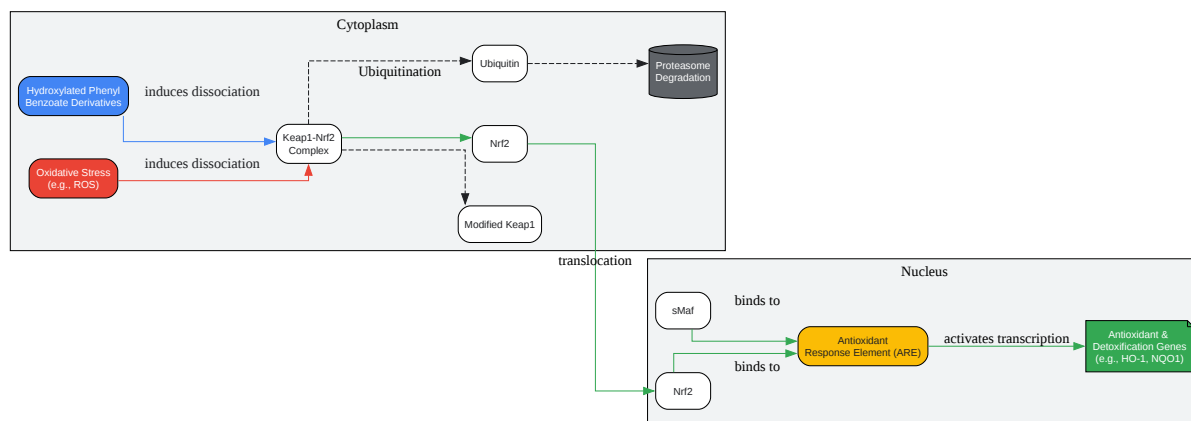 Cytoplasm
Hydroxylated Phenyl
Benzoate Derivatives
induces dissociation
Oxidative Stress
(e.g., ROS)
induces dissociation
Keap1-Nrf2
Complex
Ubiquitination
Ubiquitin
Proteasome
Degradation
Nrf2
Modified Keap1
translocation
Nucleus
sMaf
binds to
Nrf2
binds to
Antioxidant
Response Element (ARE)
activates transcription
Antioxidant &
Detoxification Genes
(e.g., HO-1, NQO1)